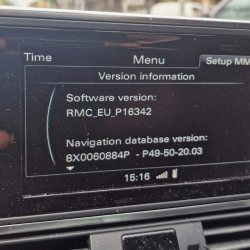 Time Menu Setup MM
Version information
Software version:
RMC_EU_P16342
Navigation database version:
8X0060884P - P49-50-20.03
15:16